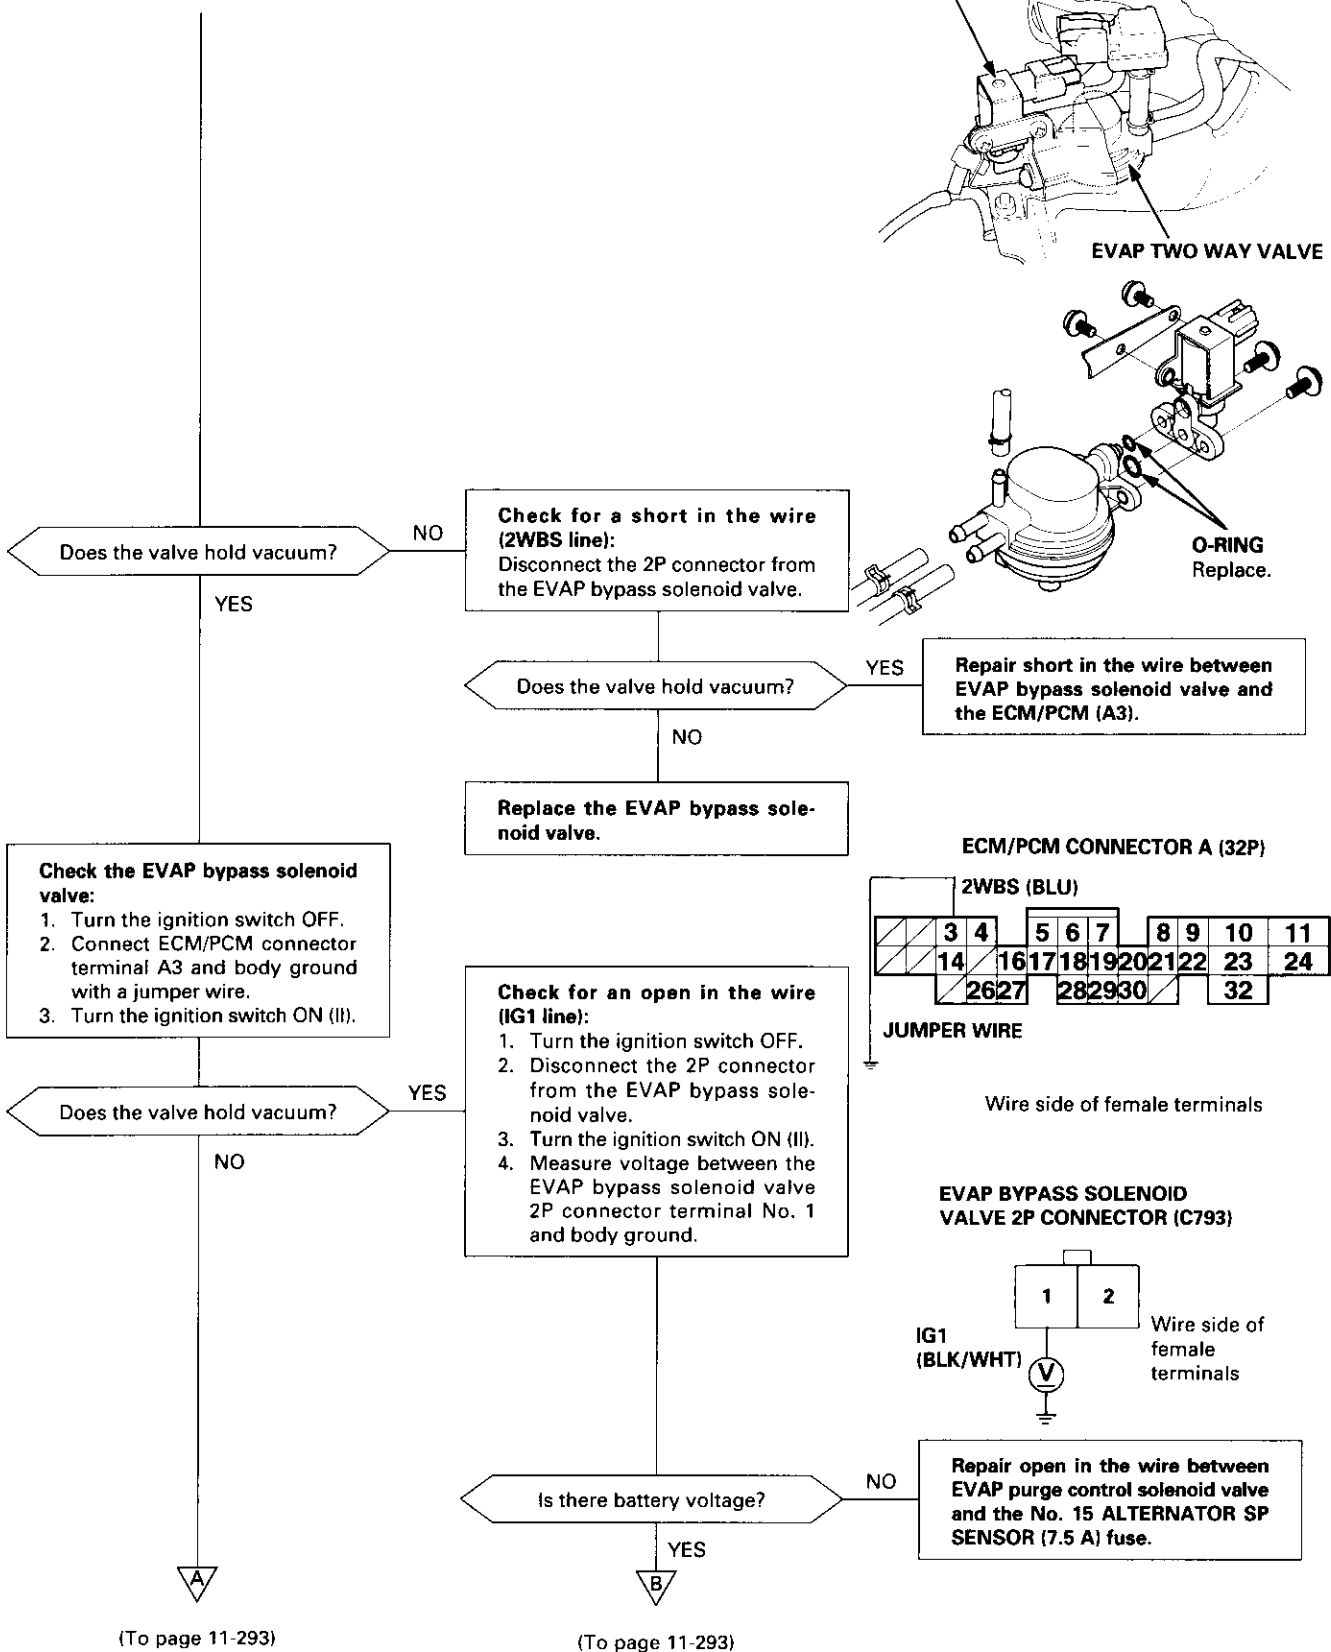 EVAP TWO WAY VALVE
O-RING
Replace.
Does the valve hold vacuum?
NO
YES
Check for a short in the wire
(2WBS line):
Disconnect the 2P connector from
the EVAP bypass solenoid valve.
Does the valve hold vacuum?
YES
NO
Repair short in the wire between
EVAP bypass solenoid valve and
the ECM/PCM (A3).
Replace the EVAP bypass sole-
noid valve.
Check the EVAP bypass solenoid
valve:
1. Turn the ignition switch OFF.
2. Connect ECM/PCM connector
terminal A3 and body ground
with a jumper wire.
3. Turn the ignition switch ON (II).
ECM/PCM CONNECTOR A (32P)
2WBS (BLU)
3 4 5 6 7 8 9 10 11
14 16 17 18 19 20 21 22 23 24
26 27 28 29 30 32
JUMPER WIRE
Wire side of female terminals
Does the valve hold vacuum?
YES
NO
Check for an open in the wire
(IG1 line):
1. Turn the ignition switch OFF.
2. Disconnect the 2P connector
from the EVAP bypass sole-
noid valve.
3. Turn the ignition switch ON (II).
4. Measure voltage between the
EVAP bypass solenoid valve
2P connector terminal No. 1
and body ground.
EVAP BYPASS SOLENOID
VALVE 2P CONNECTOR (C793)
1 2
IG1
(BLK/WHT)
V
Wire side of
female
terminals
Is there battery voltage?
NO
YES
Repair open in the wire between
EVAP purge control solenoid valve
and the No. 15 ALTERNATOR SP
SENSOR (7.5 A) fuse.
A
B
(To page 11-293)
(To page 11-293)